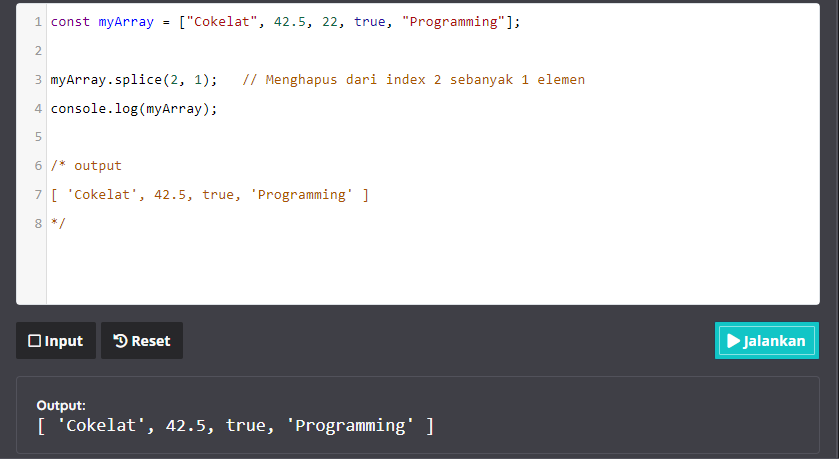 1 const myArray = ["Cokelat", 42.5, 22, true, "Programming"];
2
3 myArray.splice(2, 1);   // Menghapus dari index 2 sebanyak 1 elemen
4 console.log(myArray);
5
6 /* output
7 [ 'Cokelat', 42.5, true, 'Programming' ]
8 */
Input Reset Jalankan
Output:
[ 'Cokelat', 42.5, true, 'Programming' ]